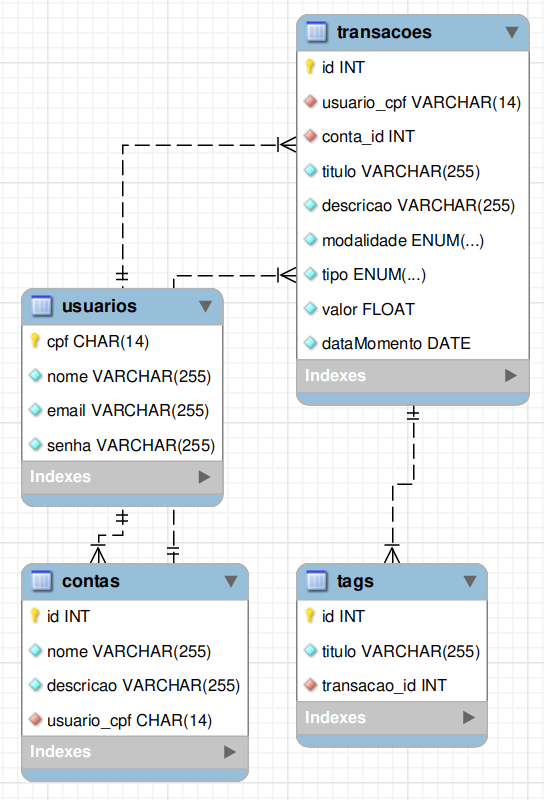 transacoes
id INT
usuario_cpf VARCHAR(14)
conta_id INT
titulo VARCHAR(255)
descricao VARCHAR(255)
modalidade ENUM(...)
tipo ENUM(...)
valor FLOAT
dataMomento DATE
Indexes
usuarios
cpf CHAR(14)
nome VARCHAR(255)
email VARCHAR(255)
senha VARCHAR(255)
Indexes
contas
id INT
nome VARCHAR(255)
descricao VARCHAR(255)
usuario_cpf CHAR(14)
Indexes
tags
id INT
titulo VARCHAR(255)
transacao_id INT
Indexes